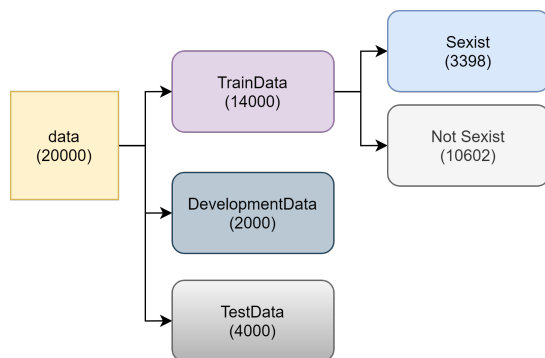 data
(20000)
TrainData
(14000)
Sexist
(3398)
Not Sexist
(10602)
DevelopmentData
(2000)
TestData
(4000)